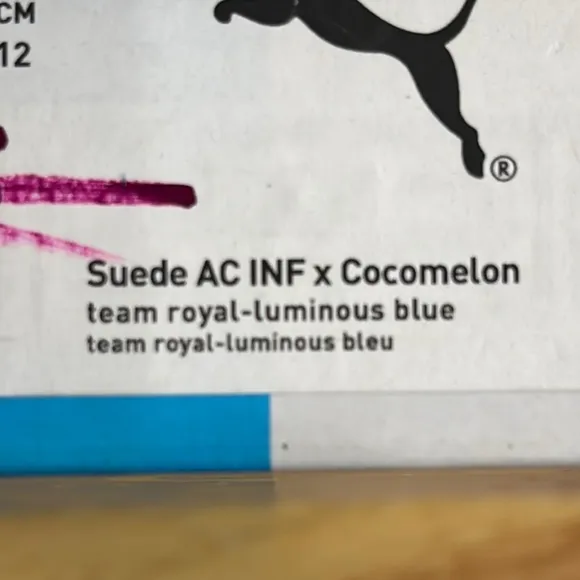 CM
12
®
Suede AC INF x Cocomelon
team royal-luminous blue
team royal-luminous bleu